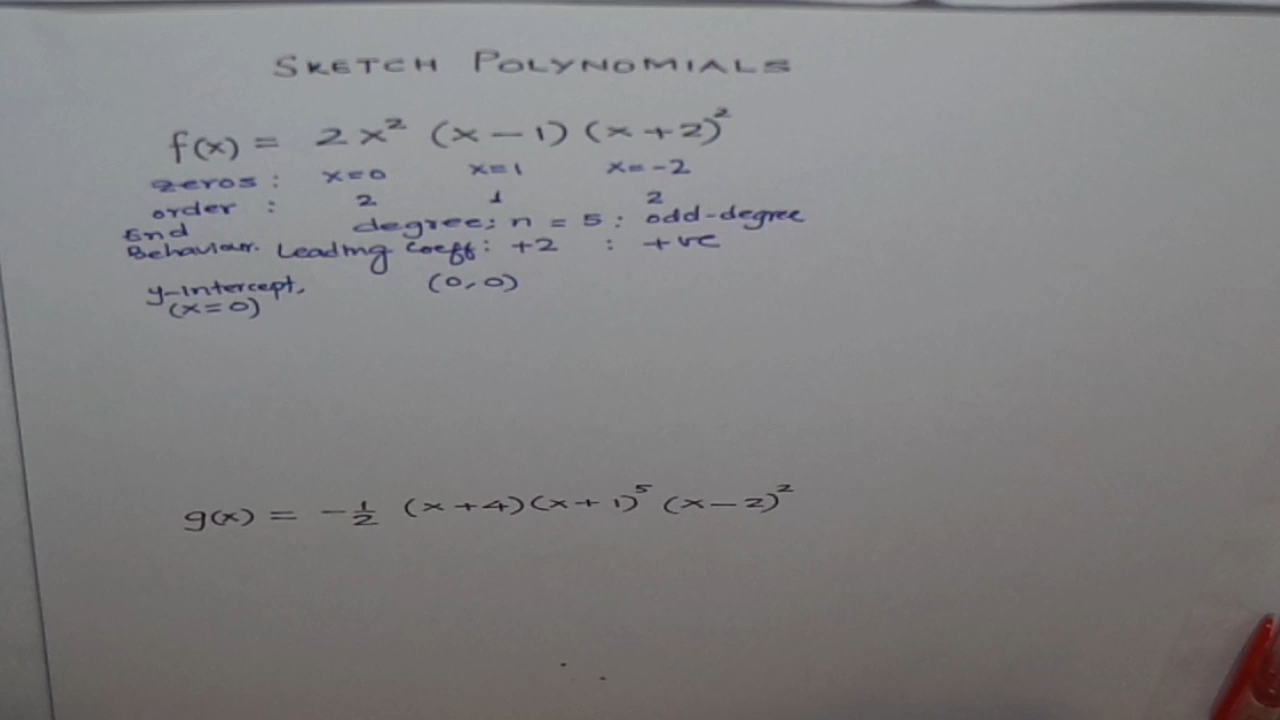 SKETCH POLYNOMIALS
f(x) = 2x² (x-1) (x+2)²
zeros: x=0 x=1 x=-2
order: 2 1 2
End degree; n = 5: odd-degree
Behaviour. Leading Coeff: +2 : +ve
y-intercept, (0,0)
(x=0)
g(x) = -1/2 (x+4)(x+1)⁵ (x-2)²